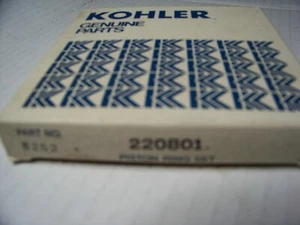 KOHLER
GENUINE
PARTS
PART NO.
220801
PISTON RING SET